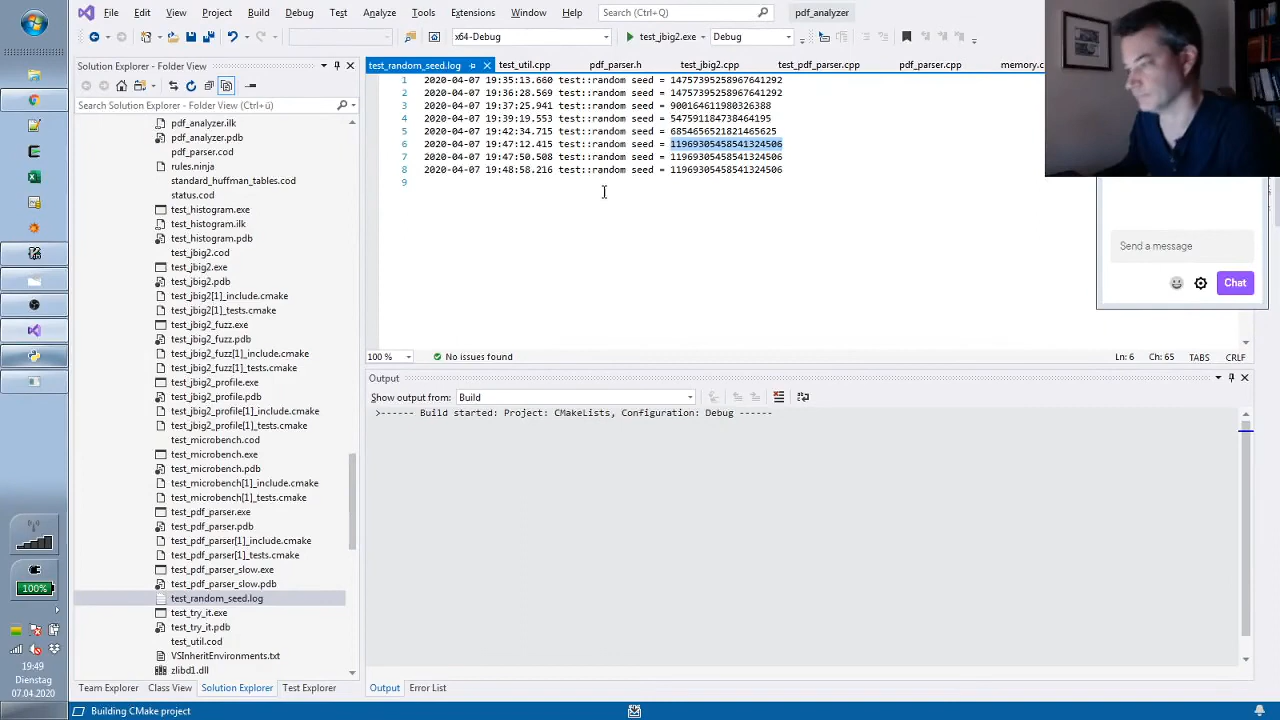 File Edit View Project Build Debug Test Analyze Tools Extensions Window Help Search (Ctrl+Q) pdf_analyzer
x64-Debug test_jbig2.exe Debug
Solution Explorer - Folder View
Search Solution Explorer - Folder View (Ctrl+ü)
pdf_analyzer.ilk
pdf_analyzer.pdb
pdf_parser.cod
rules.ninja
standard_huffman_tables.cod
status.cod
test_histogram.exe
test_histogram.ilk
test_histogram.pdb
test_jbig2.cod
test_jbig2.exe
test_jbig2.pdb
test_jbig2[1]_include.cmake
test_jbig2[1]_tests.cmake
test_jbig2_fuzz.exe
test_jbig2_fuzz.pdb
test_jbig2_fuzz[1]_include.cmake
test_jbig2_fuzz[1]_tests.cmake
test_jbig2_profile.exe
test_jbig2_profile.pdb
test_jbig2_profile[1]_include.cmake
test_jbig2_profile[1]_tests.cmake
test_microbench.cod
test_microbench.exe
test_microbench.pdb
test_microbench[1]_include.cmake
test_microbench[1]_tests.cmake
test_pdf_parser.exe
test_pdf_parser.pdb
test_pdf_parser[1]_include.cmake
test_pdf_parser[1]_tests.cmake
test_pdf_parser_slow.exe
test_pdf_parser_slow.pdb
test_random_seed.log
test_try_it.exe
test_try_it.pdb
test_util.cod
VSInheritEnvironments.txt
zlibd1.dll
Team Explorer Class View Solution Explorer Test Explorer
test_random_seed.log test_util.cpp pdf_parser.h test_jbig2.cpp test_pdf_parser.cpp pdf_parser.cpp memory.c
1 2020-04-07 19:35:13.660 test::random seed = 14757395258967641292
2 2020-04-07 19:36:28.569 test::random seed = 14757395258967641292
3 2020-04-07 19:37:25.941 test::random seed = 900164611980326388
4 2020-04-07 19:39:19.553 test::random seed = 547591184738464195
5 2020-04-07 19:42:34.715 test::random seed = 6854656521821465625
6 2020-04-07 19:47:12.415 test::random seed = 11969305458541324506
7 2020-04-07 19:47:50.508 test::random seed = 11969305458541324506
8 2020-04-07 19:48:58.216 test::random seed = 11969305458541324506
9
100 % No issues found Ln: 6 Ch: 65 TABS CRLF
Output
Show output from: Build
>------ Build started: Project: CMakeLists, Configuration: Debug ------
Output Error List
Send a message
Chat
100%
19:49
Dienstag
07.04.2020
Building CMake project